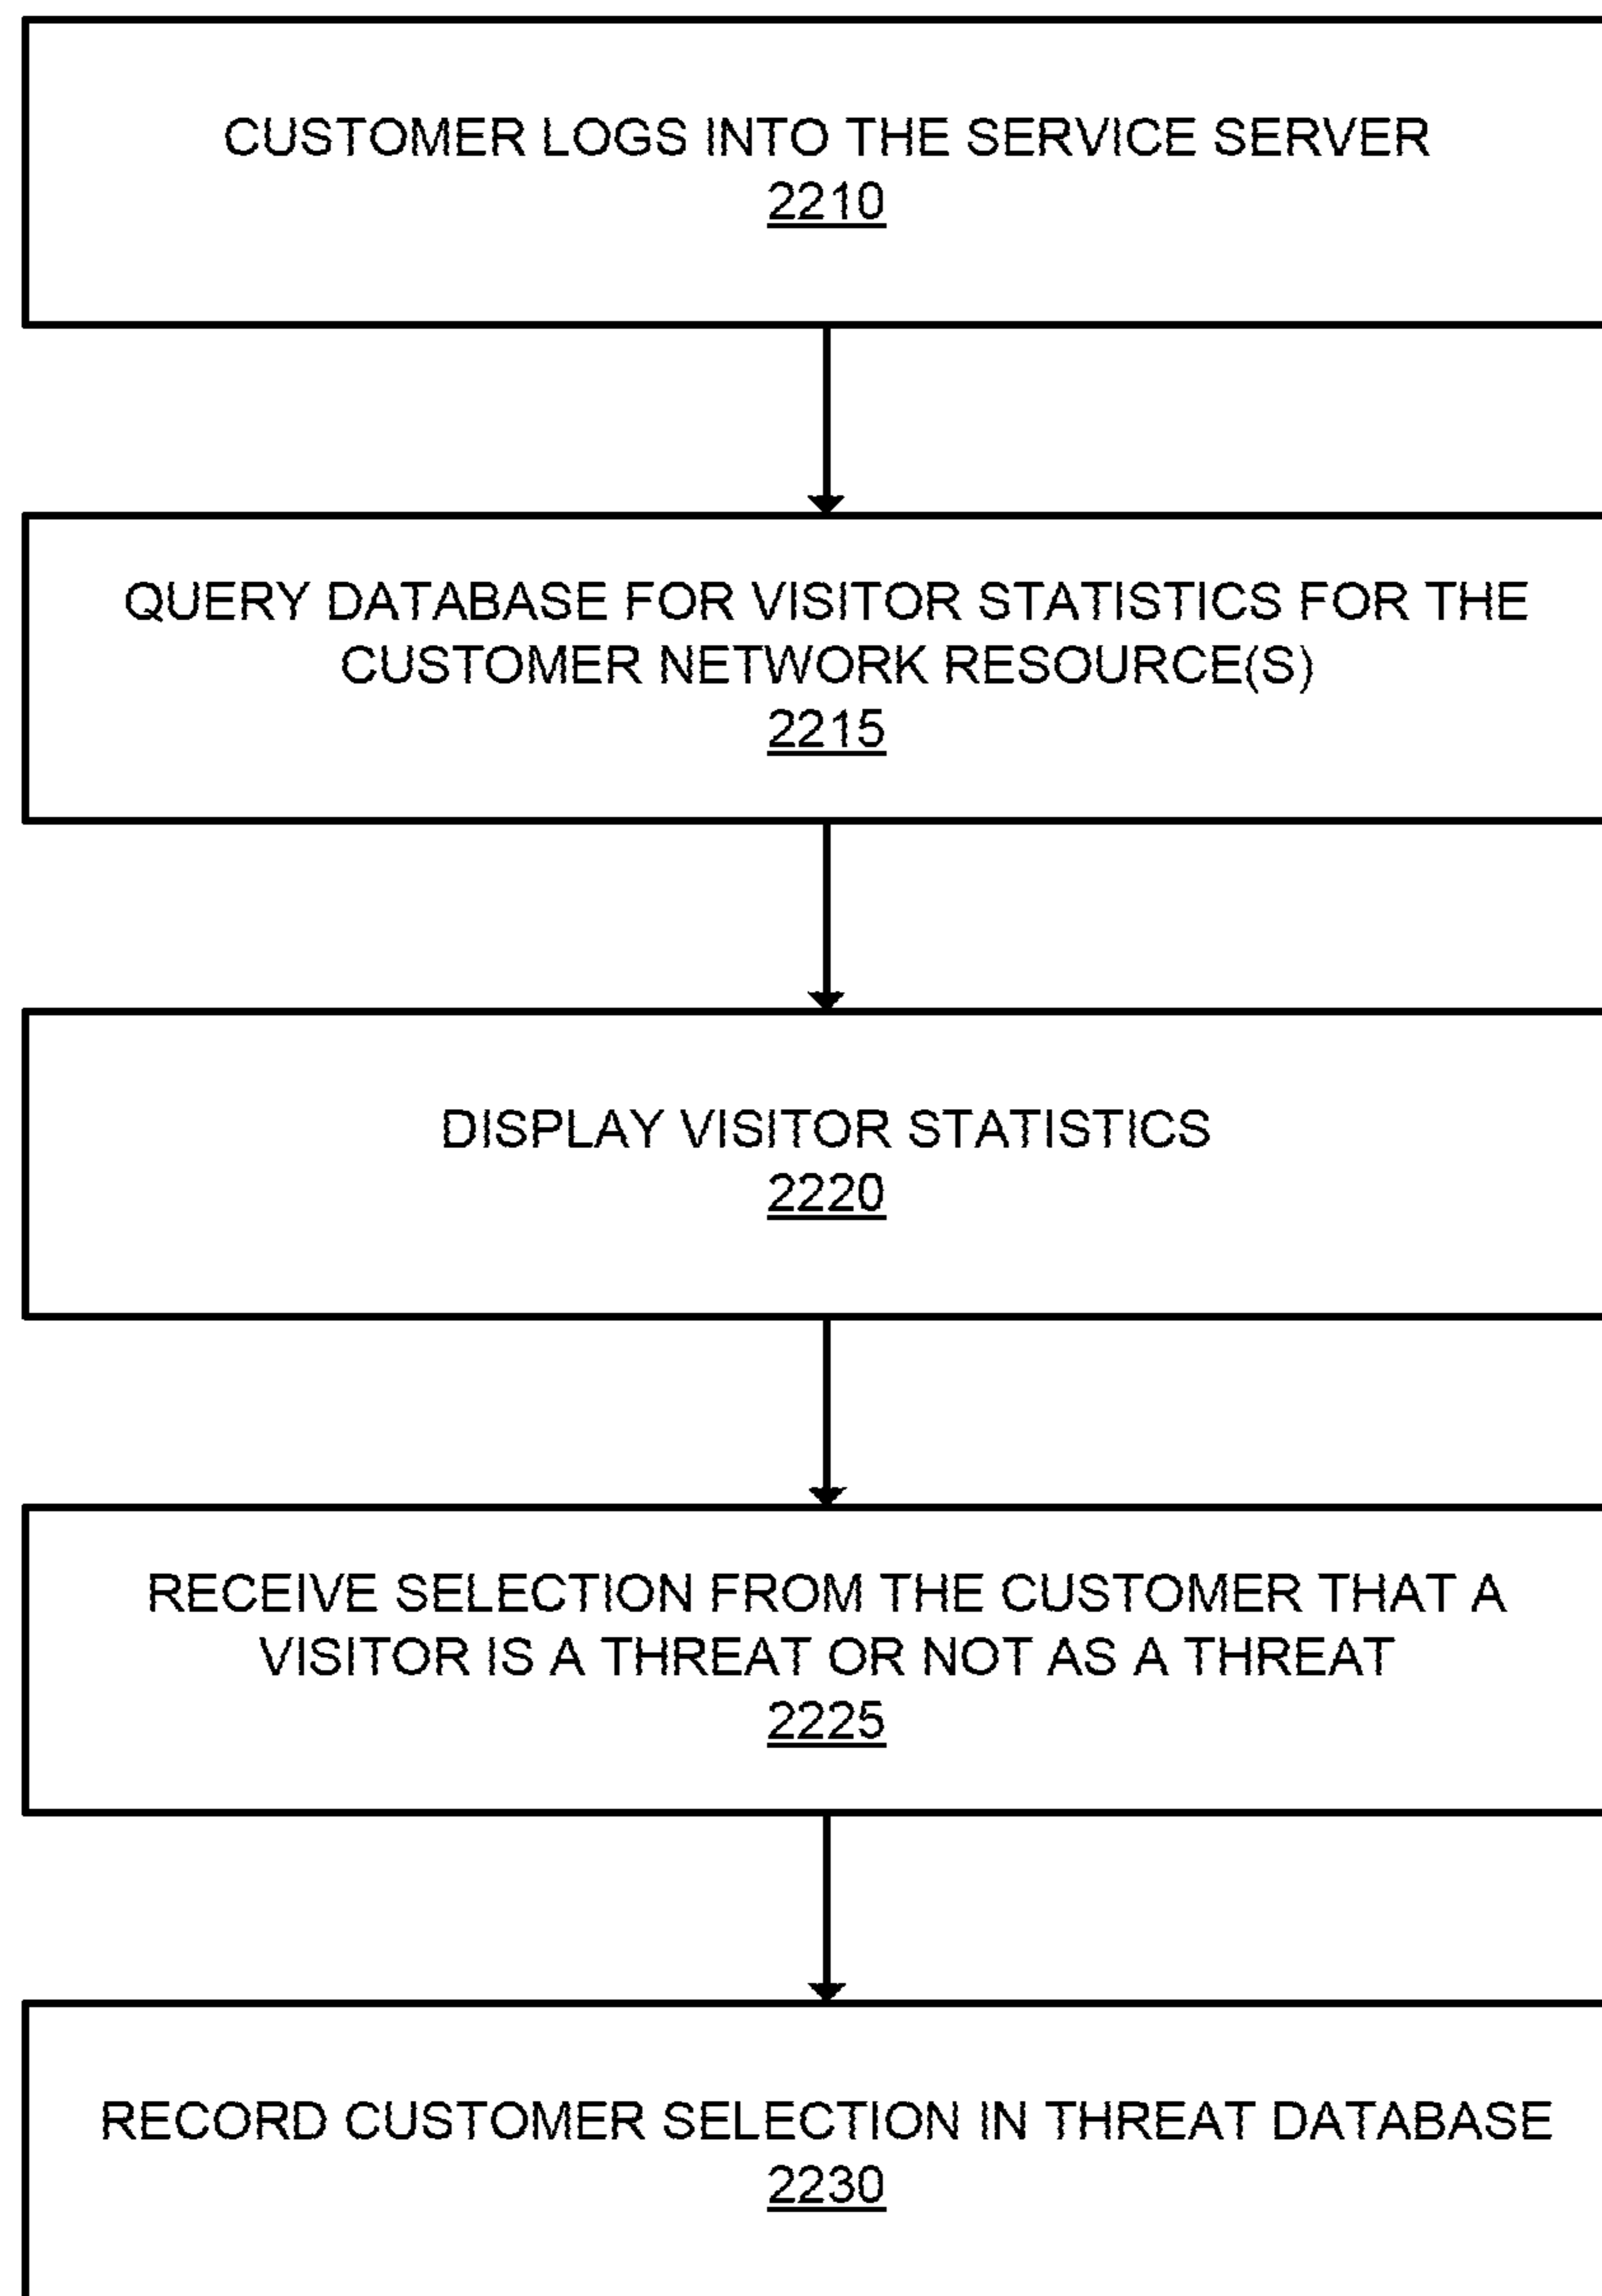 CUSTOMER LOGS INTO THE SERVICE SERVER
2210
QUERY DATABASE FOR VISITOR STATISTICS FOR THE
CUSTOMER NETWORK RESOURCE(S)
2215
DISPLAY VISITOR STATISTICS
2220
RECEIVE SELECTION FROM THE CUSTOMER THAT A
VISITOR IS A THREAT OR NOT AS A THREAT
2225
RECORD CUSTOMER SELECTION IN THREAT DATABASE
2230